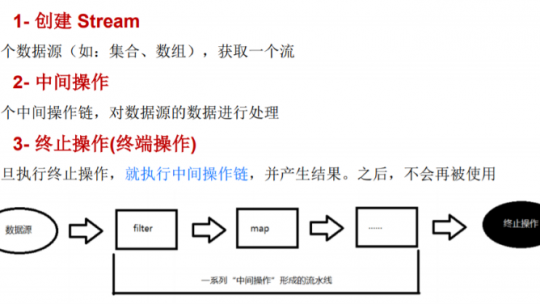 1- 创建 Stream
个数据源(如:集合、数组),获取一个流
2- 中间操作
个中间操作链,对数据源的数据进行处理
3- 终止操作(终端操作)
旦执行终止操作,就执行中间操作链,并产生结果。之后,不会再被使用
数据源
filter
map
......
终止操作
一系列“中间操作”形成的流水线